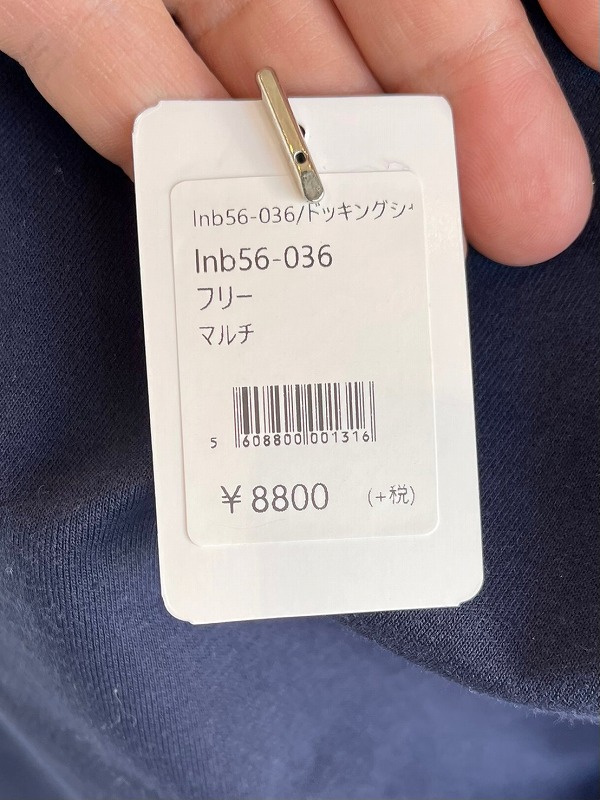 lnb56-036/ドッキングシ
lnb56-036
フリー
マルチ
5 608800 001316
￥8800 (+税)